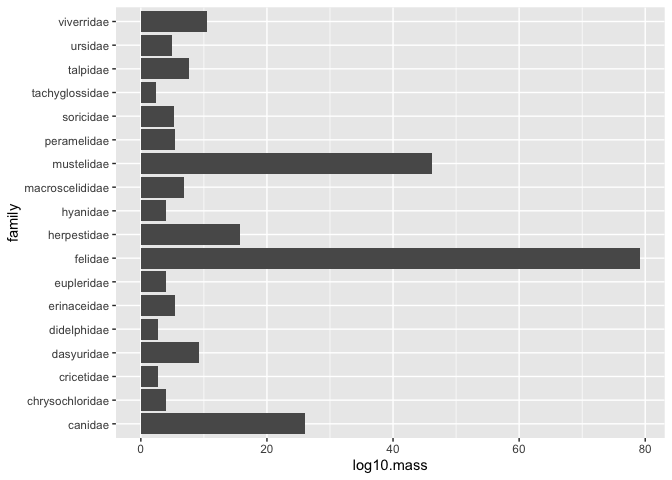 viverridae
ursidae
talpidae
tachyglossidae
soricidae
peramelidae
mustelidae
macroscelididae
hyanidae
herpestidae
felidae
eupleridae
erinaceidae
didelphidae
dasyuridae
cricetidae
chrysochloridae
canidae
family
0 20 40 60 80
log10.mass